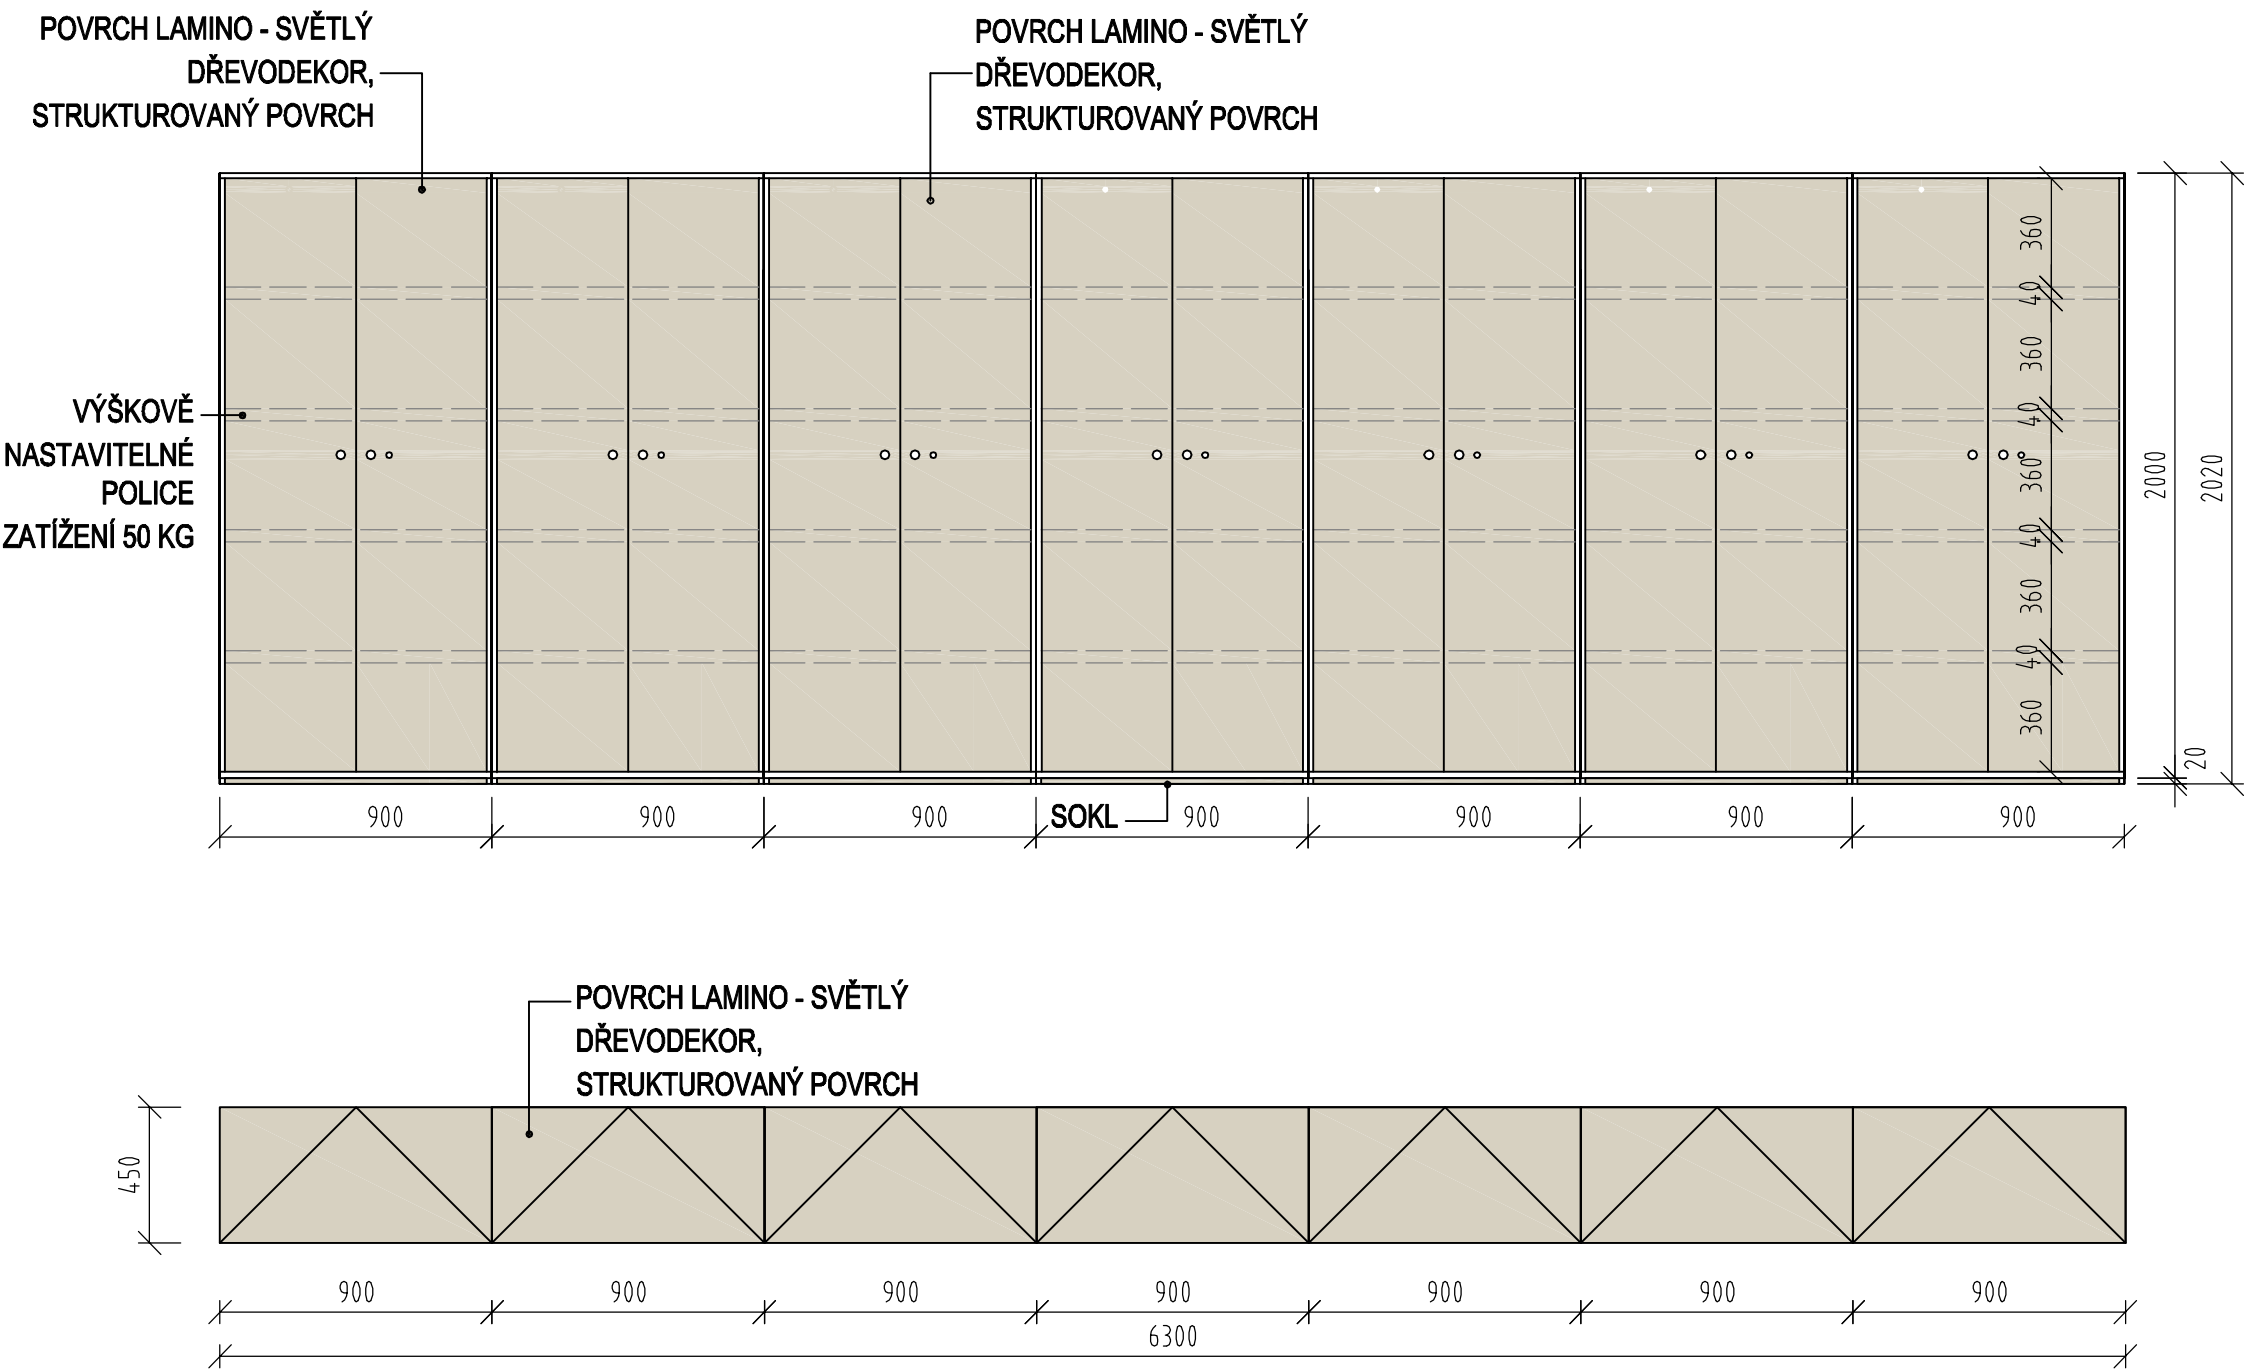 POVRCH LAMINO - SVĚTLÝ
DŘEVODEKOR,
STRUKTUROVANÝ POVRCH
POVRCH LAMINO - SVĚTLÝ
DŘEVODEKOR,
STRUKTUROVANÝ POVRCH
VÝŠKOVĚ
NASTAVITELNÉ
POLICE
ZATÍŽENÍ 50 KG
360
40
360
40
360
40
360
40
360
2000
2020
20
900
900
900
SOKL
900
900
900
900
POVRCH LAMINO - SVĚTLÝ
DŘEVODEKOR,
STRUKTUROVANÝ POVRCH
450
900
900
900
900
900
900
900
6300